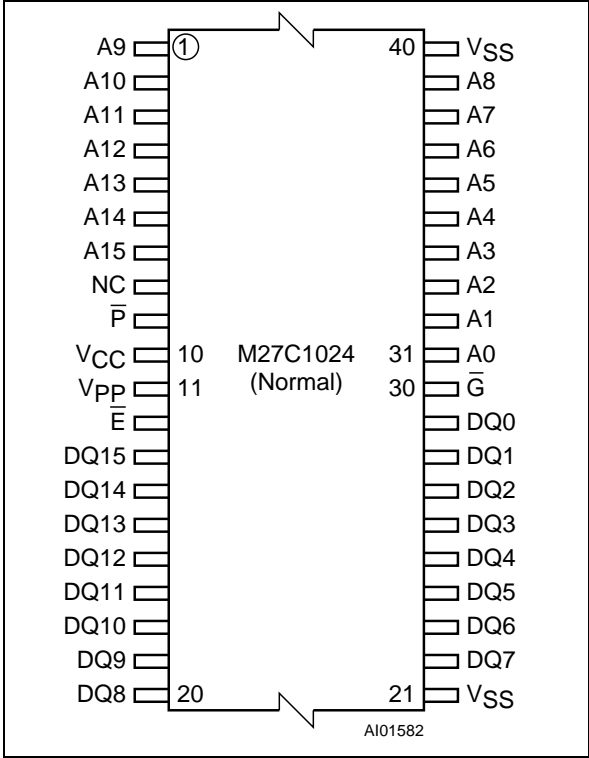 A9 1 40 VSS
A10 A8
A11 A7
A12 A6
A13 A5
A14 A4
A15 A3
NC A2
P̅ A1
VCC 10 M27C1024 31 A0
VPP 11 (Normal) 30 G̅
E̅ DQ0
DQ15 DQ1
DQ14 DQ2
DQ13 DQ3
DQ12 DQ4
DQ11 DQ5
DQ10 DQ6
DQ9 DQ7
DQ8 20 21 VSS
AI01582